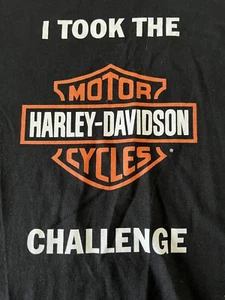 I TOOK THE
MOTOR
HARLEY-DAVIDSON
CYCLES
CHALLENGE